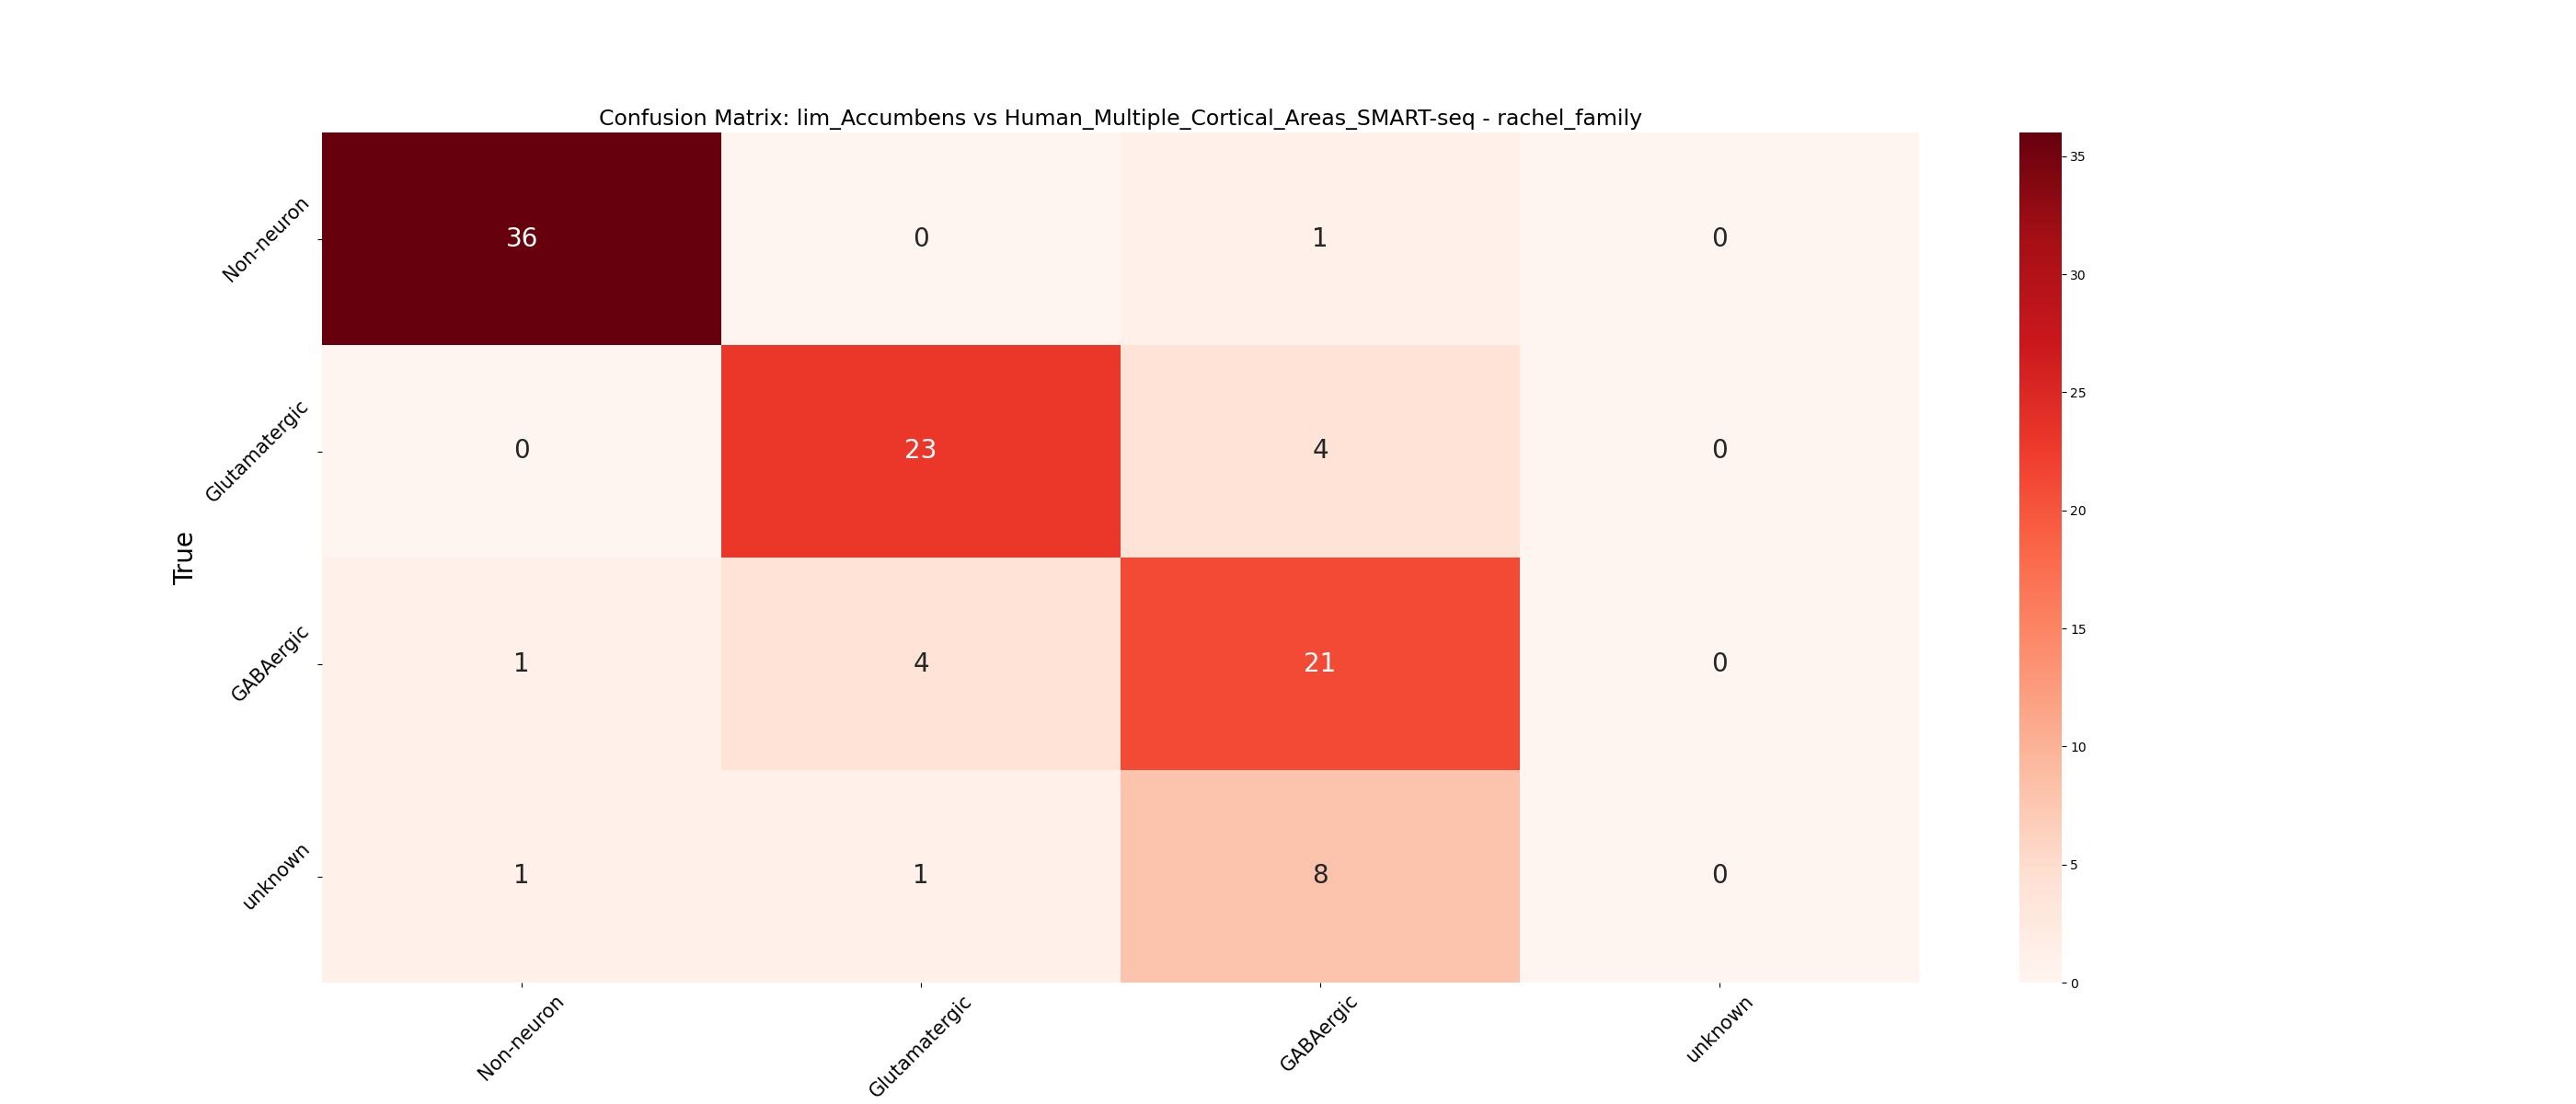 Confusion Matrix: lim_Accumbens vs Human_Multiple_Cortical_Areas_SMART-seq - rachel_family
True
Non-neuron
36 0 1 0
Glutamatergic
0 23 4 0
GABAergic
1 4 21 0
unknown
1 1 8 0
Non-neuron Glutamatergic GABAergic unknown
35
30
25
20
15
10
5
0